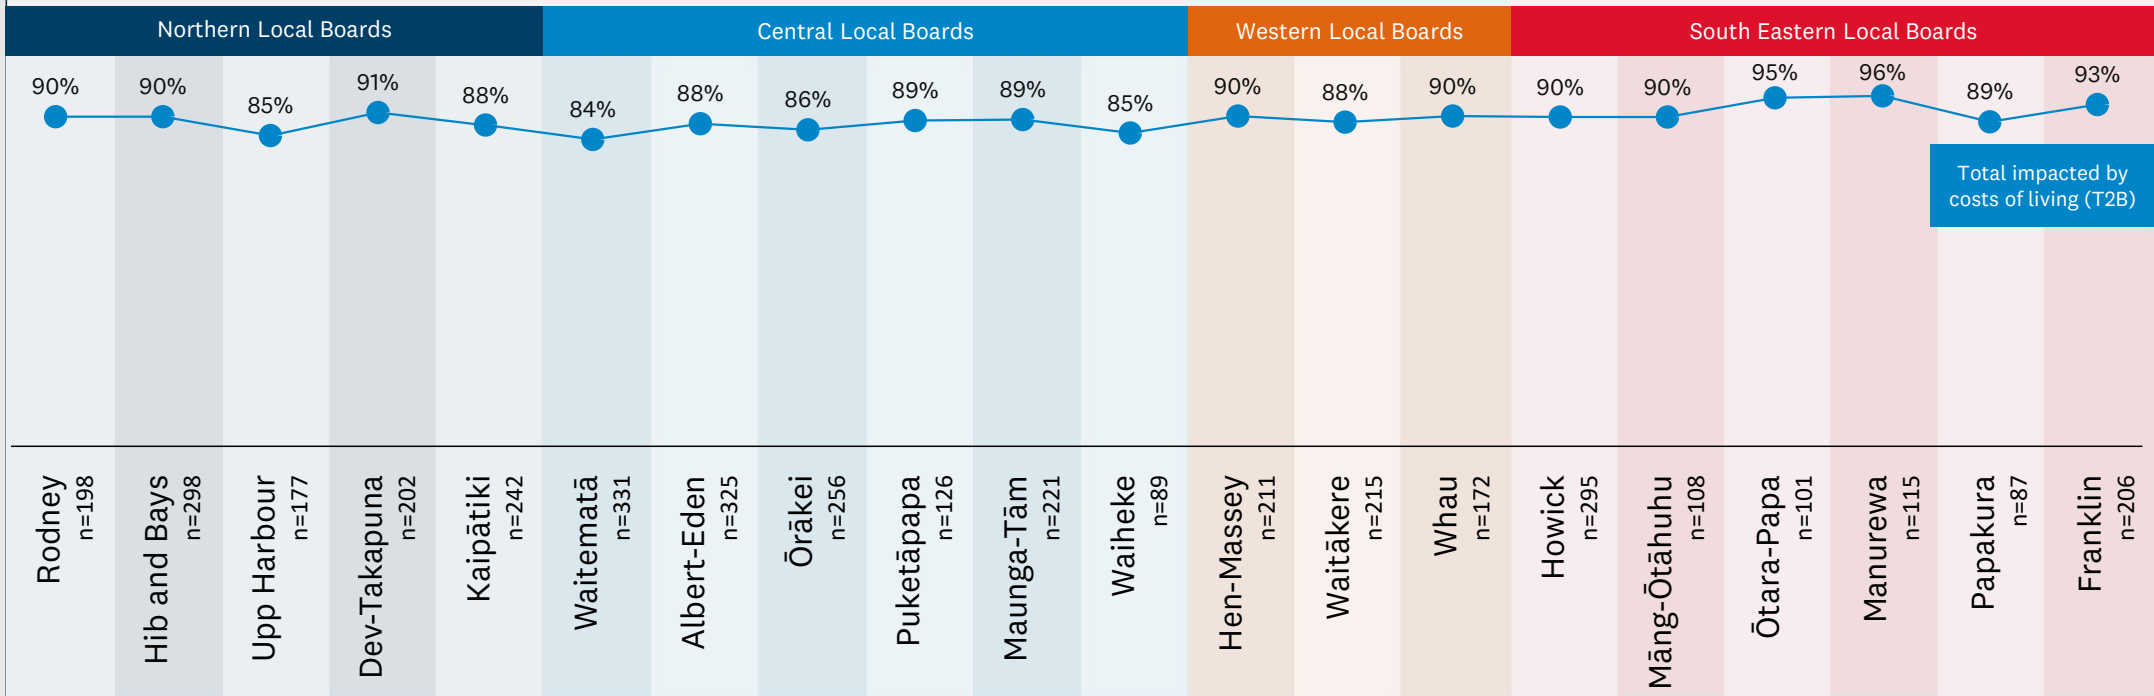 Northern Local Boards
Central Local Boards
Western Local Boards
South Eastern Local Boards
90%
90%
85%
91%
88%
84%
88%
86%
89%
89%
85%
90%
88%
90%
90%
90%
95%
96%
89%
93%
Total impacted by
costs of living (T2B)
Rodney
n=198
Hib and Bays
n=298
Upp Harbour
n=177
Dev-Takapuna
n=202
Kaipātiki
n=242
Waitematā
n=331
Albert-Eden
n=325
Ōrākei
n=256
Puketāpapa
n=126
Maunga-Tām
n=221
Waiheke
n=89
Hen-Massey
n=211
Waitākere
n=215
Whau
n=172
Howick
n=295
Māng-Ōtāhuhu
n=108
Ōtara-Papa
n=101
Manurewa
n=115
Papakura
n=87
Franklin
n=206